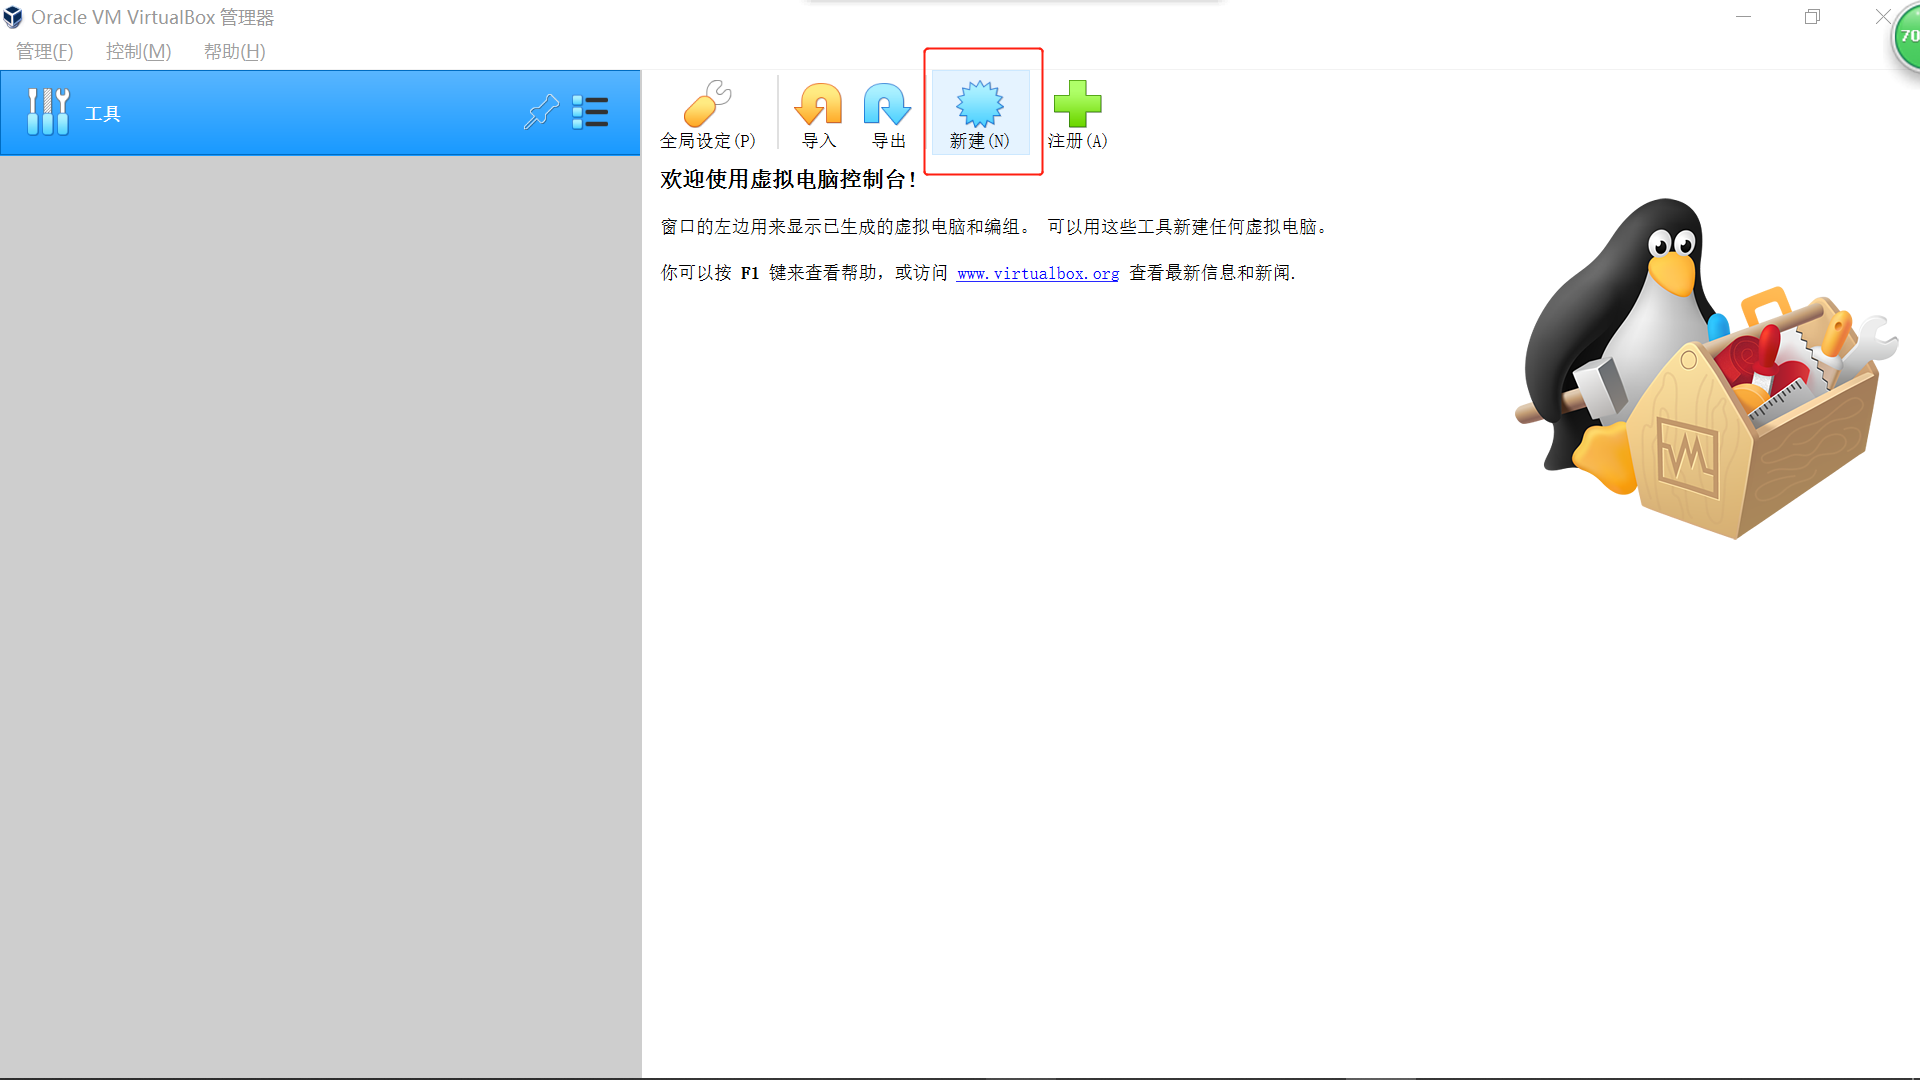 Oracle VM VirtualBox 管理器
管理(F) 控制(M) 帮助(H)
70
工具
全局设定(P) 导入 导出 新建(N) 注册(A)
欢迎使用虚拟电脑控制台!
窗口的左边用来显示已生成的虚拟电脑和编组。 可以用这些工具新建任何虚拟电脑。
你可以按 F1 键来查看帮助，或访问 www.virtualbox.org 查看最新信息和新闻.